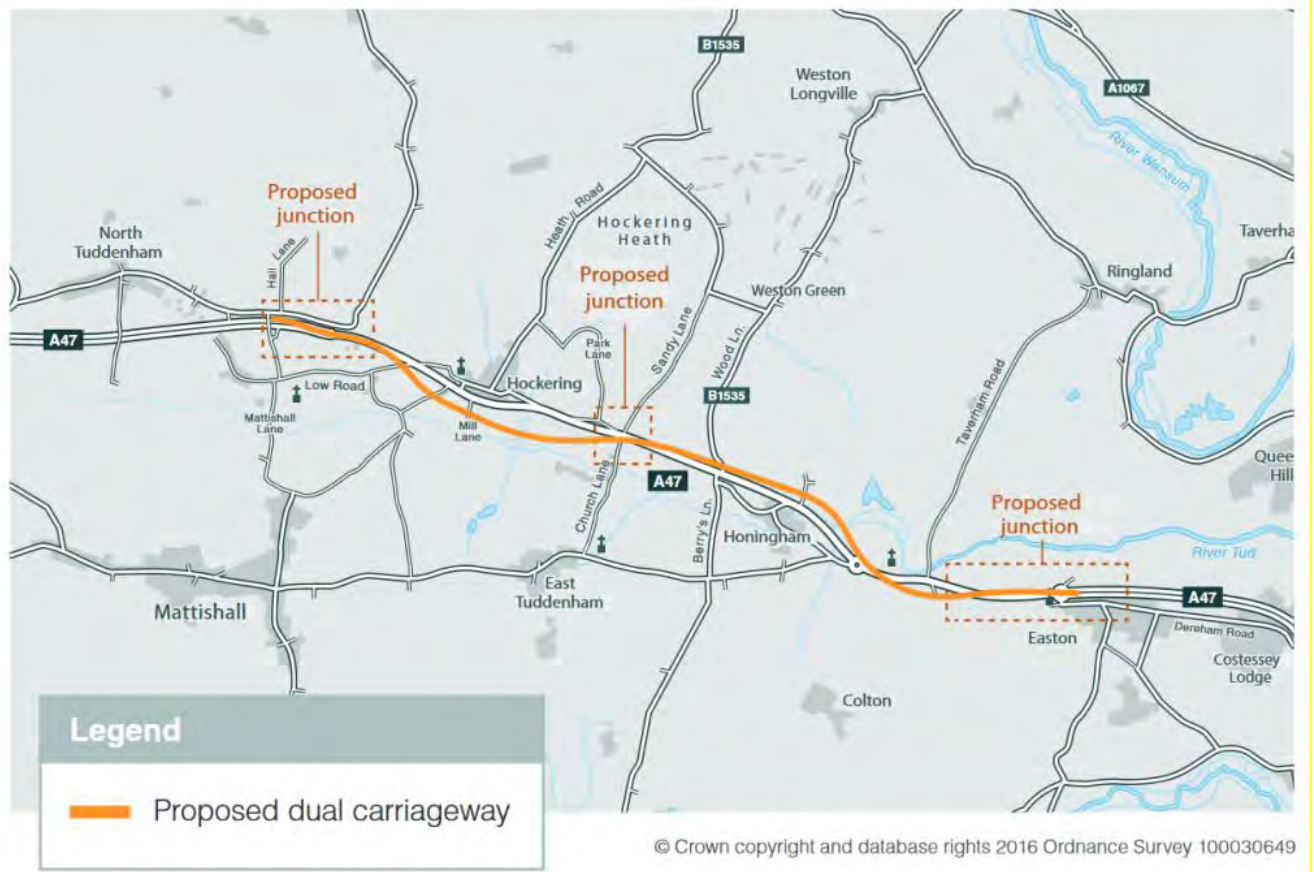 B1535
Weston
Longville
A1067
River Wansum
Proposed
junction
Heath Road
Hockering
Heath
North
Tuddenham
Hall Lane
Taverha
Ringland
Proposed
junction
Weston Green
A47
Park
Lane
Sandy Lane
Wood Ln.
Hockering
Low Road
B1535
Taverham Road
Mattishall
Lane
Mill
Lane
Quee
Hill
A47
Church Lane
Berry's Ln.
Proposed
junction
Honingham
River Tud
East
Tuddenham
Mattishall
A47
Easton
Dereham Road
Costessey
Lodge
Colton
Legend
Proposed dual carriageway
© Crown copyright and database rights 2016 Ordnance Survey 100030649